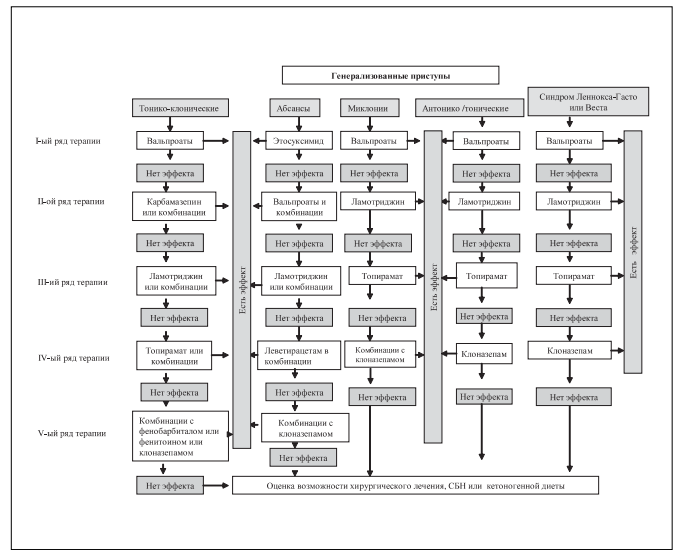 Генерализованные приступы
Тонико-клонические
Абсансы
Миклонии
Антонико /тонические
Синдром Леннокса-Гасто
или Веста
I-ый ряд терапии
Вальпроаты
Этосуксимид
Вальпроаты
Вальпроаты
Вальпроаты
Нет эффекта
Нет эффекта
Нет эффекта
Нет эффекта
Нет эффекта
II-ой ряд терапии
Карбамазепин
или комбинации
Вальпроаты и
комбинации
Ламотриджин
Ламотриджин
Ламотриджин
Нет эффекта
Нет эффекта
Нет эффекта
Нет эффекта
Нет эффекта
Есть эффект
Есть эффект
Есть эффект
III-ий ряд терапии
Ламотриджин
или комбинации
Ламотриджин
или комбинации
Топирамат
Топирамат
Топирамат
Нет эффекта
Нет эффекта
Нет эффекта
Нет эффекта
Нет эффекта
IV-ый ряд терапии
Топирамат или
комбинации
Леветирацетам в
комбинации
Комбинации с
клоназепамом
Клоназепам
Клоназепам
Нет эффекта
Нет эффекта
Нет эффекта
Нет эффекта
Нет эффекта
V-ый ряд терапии
Комбинации с
фенобарбиталом или
фенитоином или
клоназепамом
Комбинации с
клоназепамом
Нет эффекта
Нет эффекта
Оценка возможности хирургического лечения, СБН или кетоногенной диеты